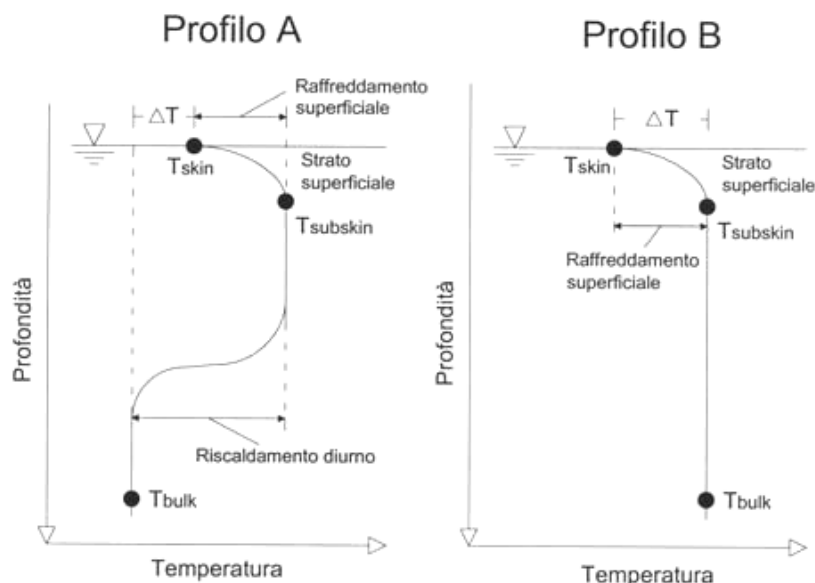 Profilo A
Raffreddamento
superficiale
ΔT
Tskin
Strato
superficiale
Tsubskin
Profondità
Riscaldamento diurno
Tbulk
Temperatura
Profilo B
ΔT
Tskin
Strato
superficiale
Tsubskin
Raffreddamento
superficiale
Profondità
Tbulk
Temperatura